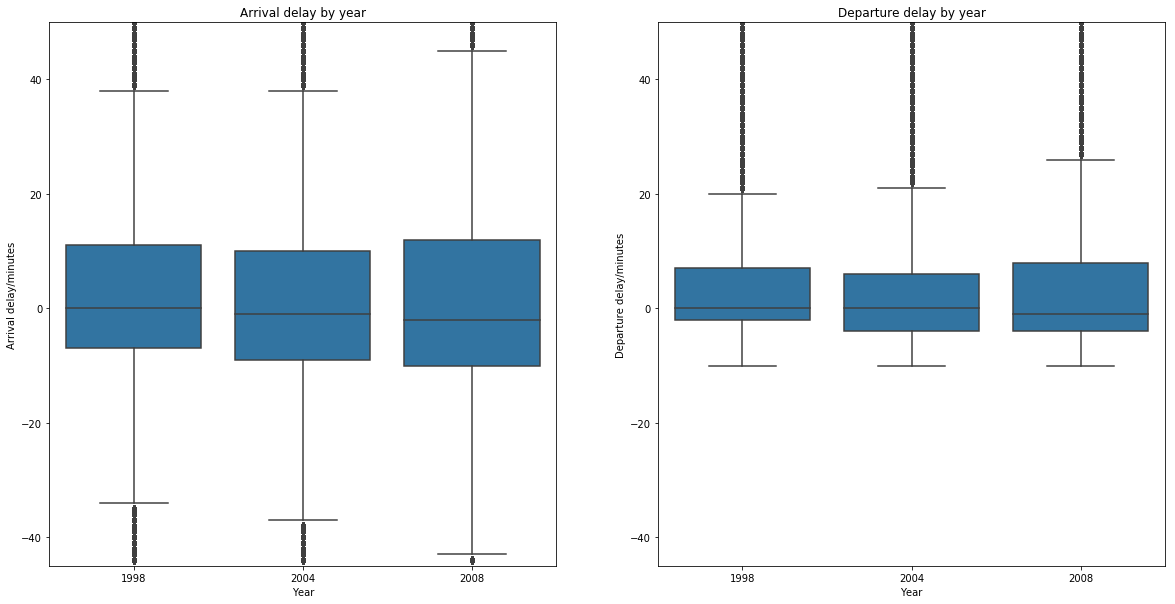 Arrival delay by year
Arrival delay/minutes
40
20
0
−20
−40
1998 2004 2008
Year
Departure delay by year
Departure delay/minutes
40
20
0
−20
−40
1998 2004 2008
Year